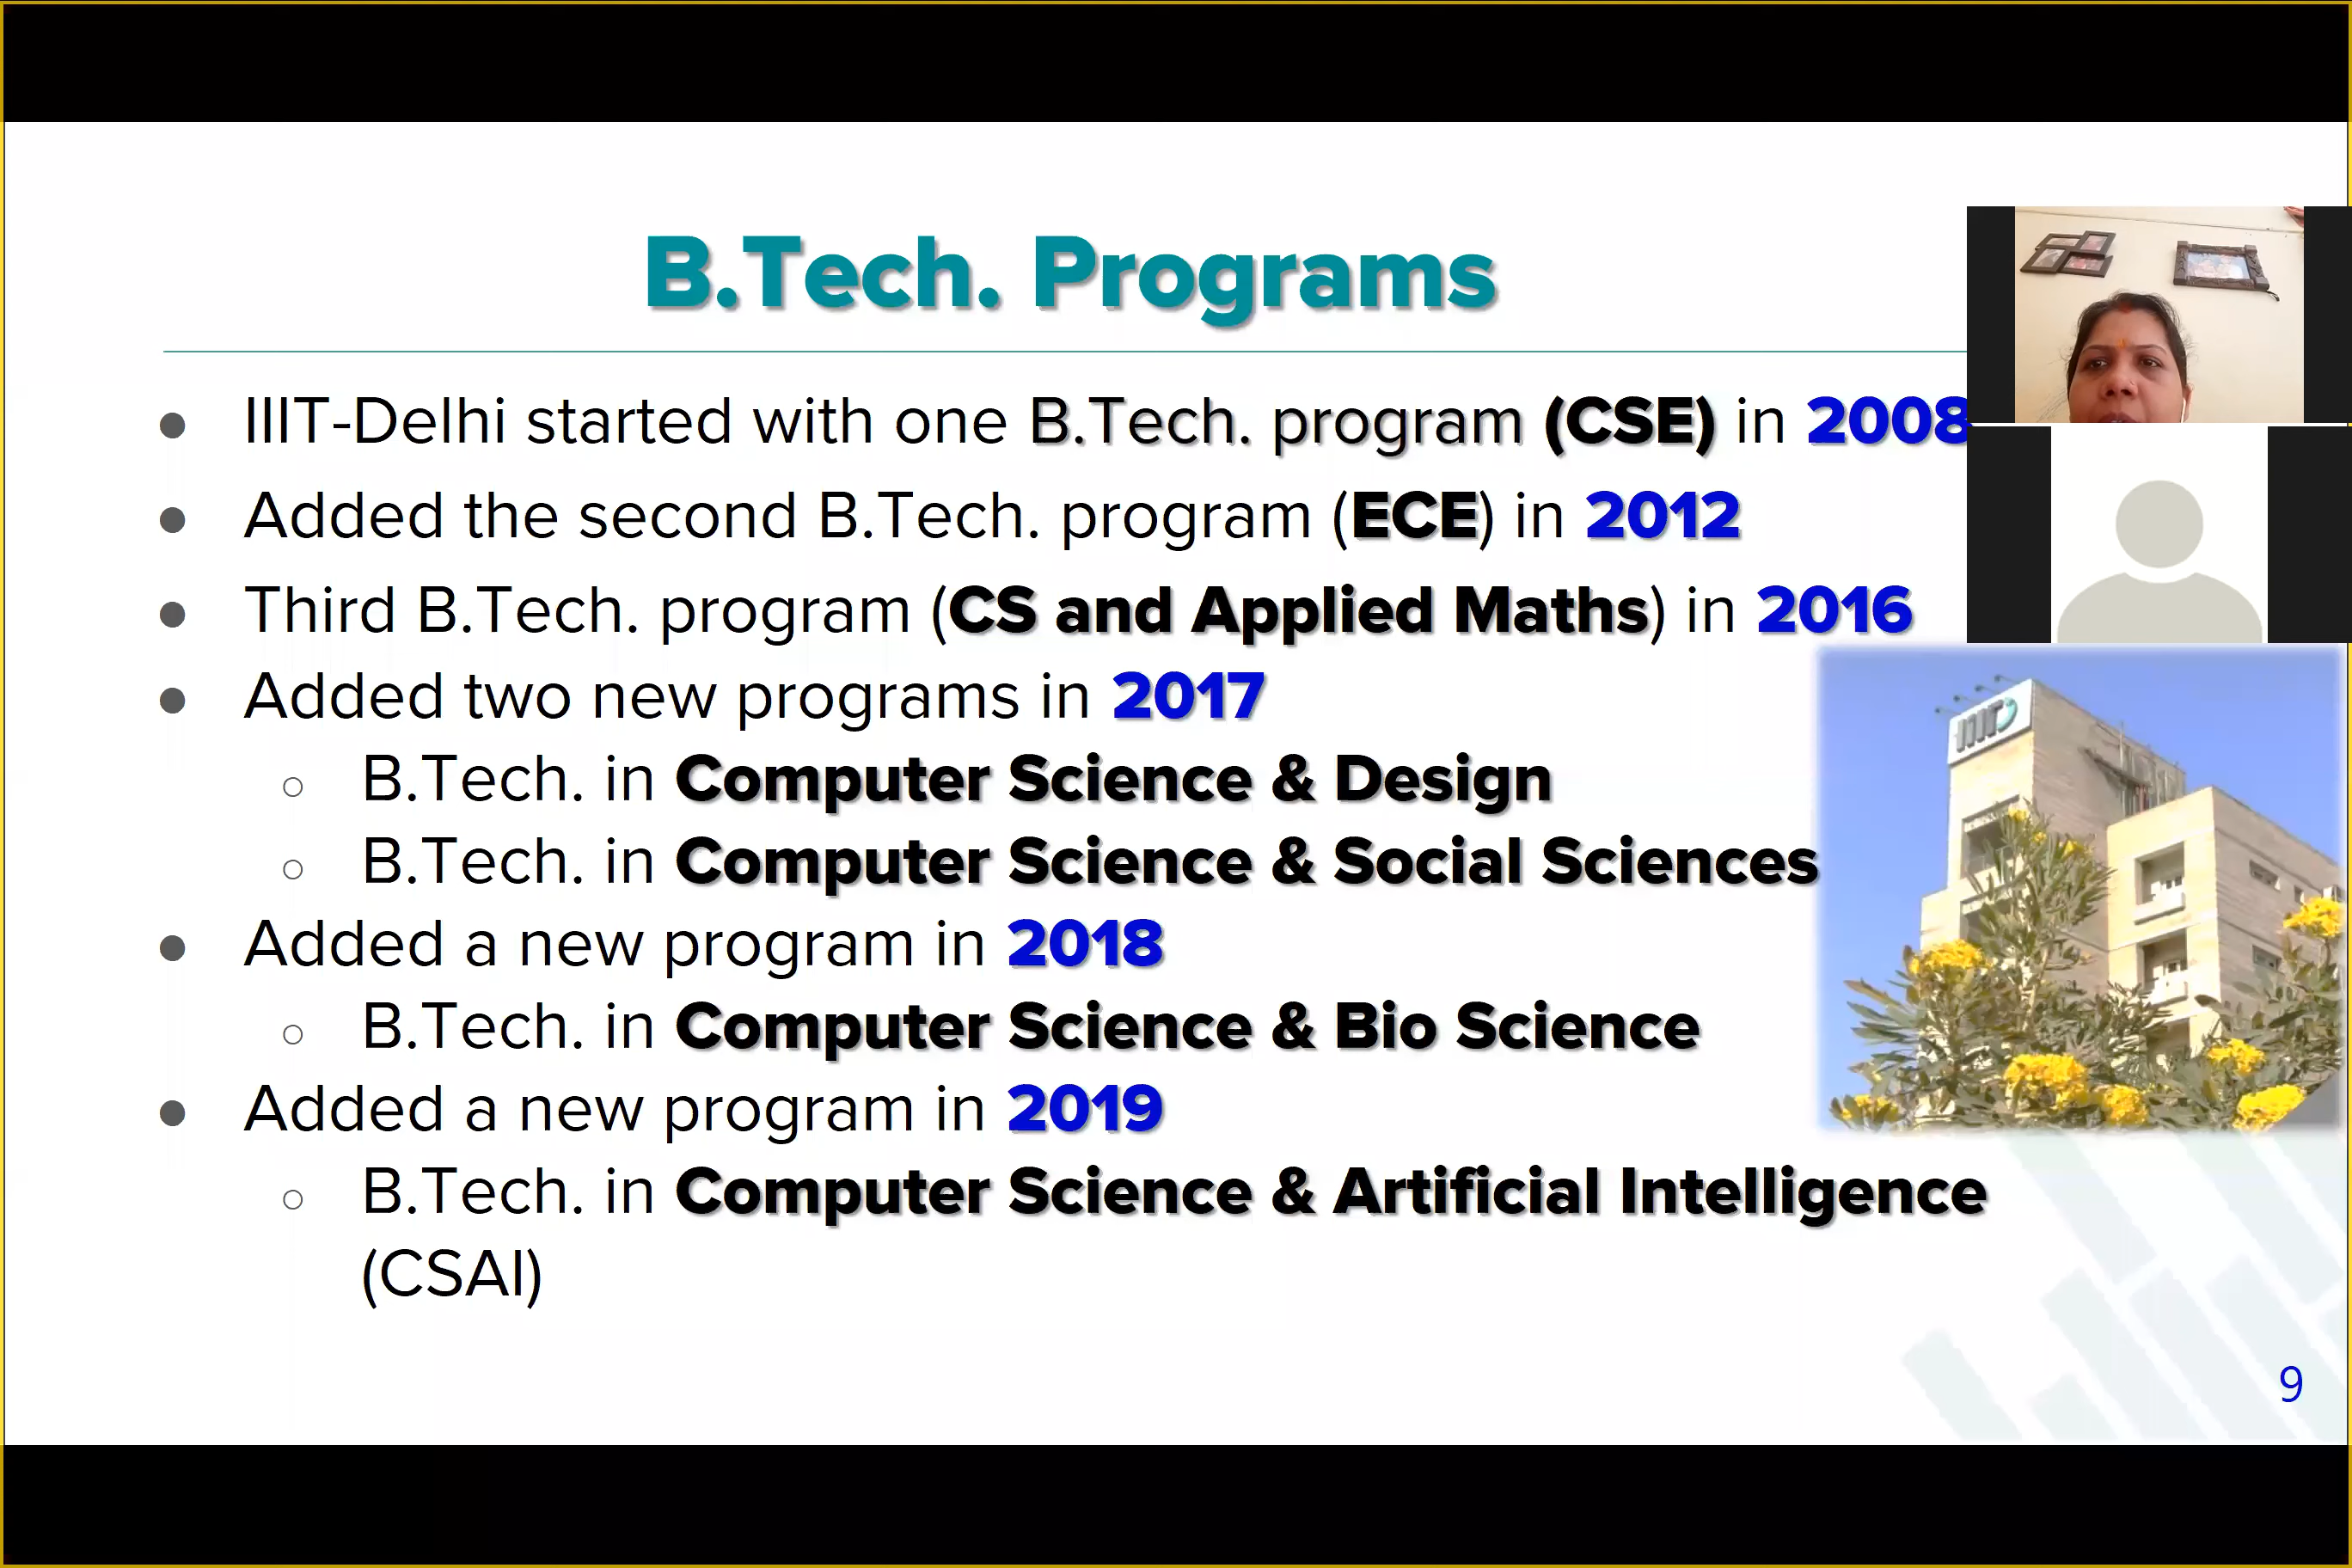 B.Tech. Programs
● IIIT-Delhi started with one B.Tech. program (CSE) in 2008
● Added the second B.Tech. program (ECE) in 2012
● Third B.Tech. program (CS and Applied Maths) in 2016
● Added two new programs in 2017
○ B.Tech. in Computer Science & Design
○ B.Tech. in Computer Science & Social Sciences
● Added a new program in 2018
○ B.Tech. in Computer Science & Bio Science
● Added a new program in 2019
○ B.Tech. in Computer Science & Artificial Intelligence
(CSAI)
IIITD
9